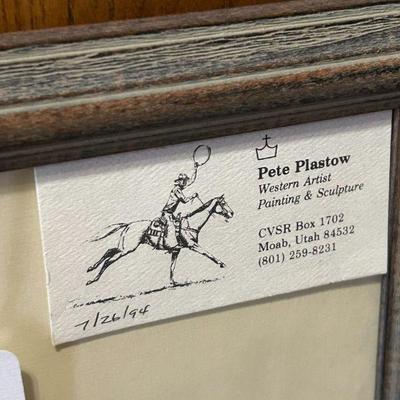 Pete Plastow
Western Artist
Painting & Sculpture
CVSR Box 1702
Moab, Utah 84532
(801) 259-8231
7/26/94